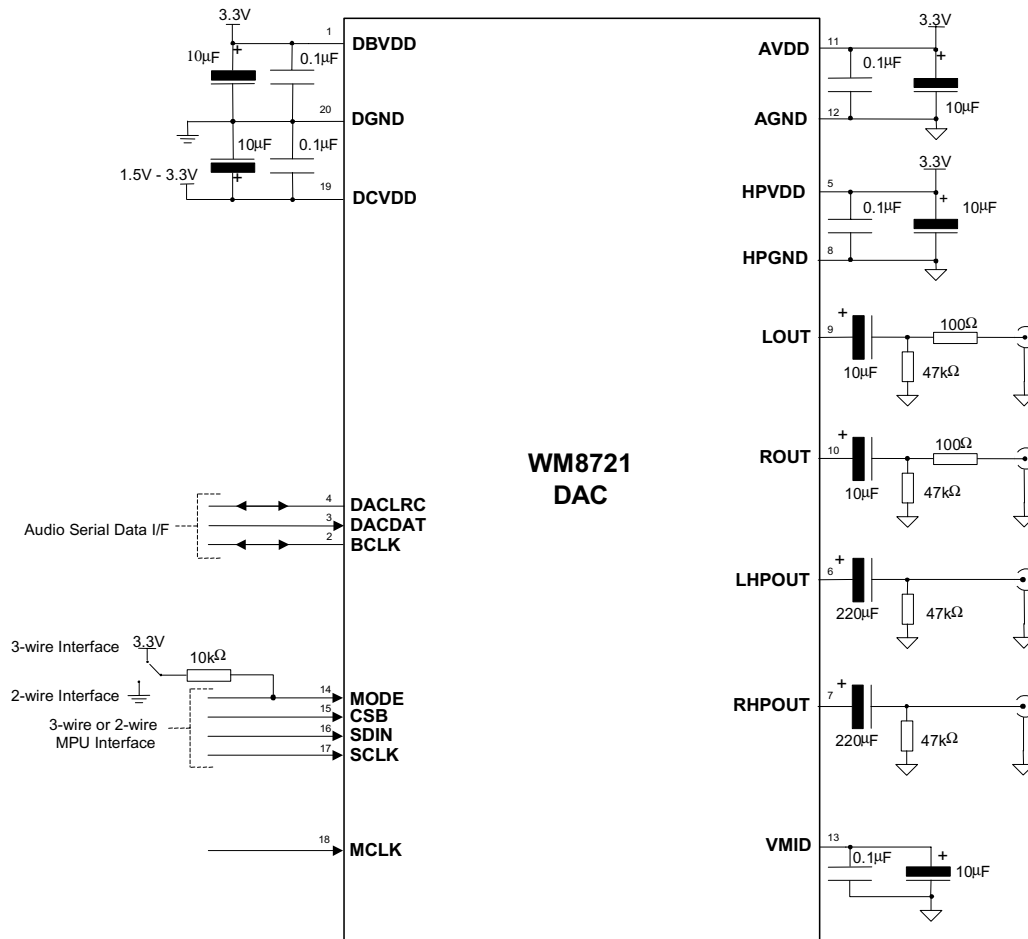 3.3V
1
DBVDD
10µF
+
0.1µF
20
DGND
10µF
0.1µF
+
1.5V - 3.3V
19
DCVDD
3.3V
11
AVDD
+
0.1µF
10µF
12
AGND
3.3V
5
HPVDD
+
0.1µF
10µF
8
HPGND
+
100Ω
LOUT
9
10µF
47kΩ
+
100Ω
ROUT
10
10µF
47kΩ
WM8721
DAC
4
DACLRC
3
DACDAT
2
BCLK
Audio Serial Data I/F
+
LHPOUT
6
220µF
47kΩ
3-wire Interface
3.3V
10kΩ
2-wire Interface
14
MODE
15
CSB
16
SDIN
17
SCLK
3-wire or 2-wire
MPU Interface
+
RHPOUT
7
220µF
47kΩ
18
MCLK
VMID
13
0.1µF
+
10µF